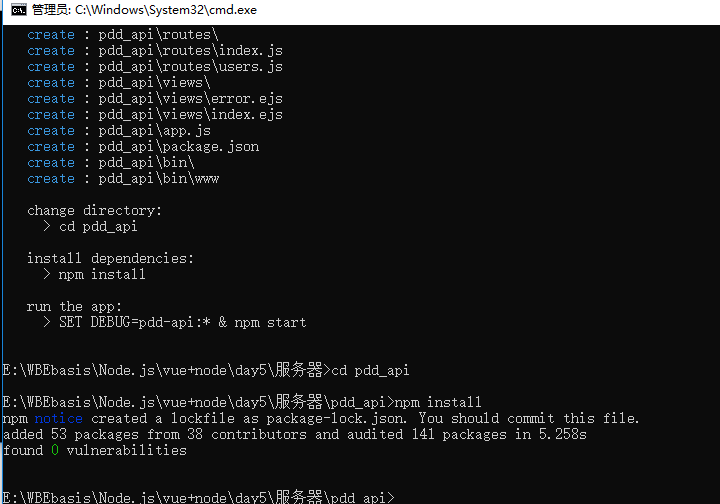 管理员: C:\Windows\System32\cmd.exe
create : pdd_api\routes\
create : pdd_api\routes\index.js
create : pdd_api\routes\users.js
create : pdd_api\views\
create : pdd_api\views\error.ejs
create : pdd_api\views\index.ejs
create : pdd_api\app.js
create : pdd_api\package.json
create : pdd_api\bin\
create : pdd_api\bin\www
change directory:
> cd pdd_api
install dependencies:
> npm install
run the app:
> SET DEBUG=pdd-api:* & npm start
E:\WBEbasis\Node.js\vue+node\day5\服务器>cd pdd_api
E:\WBEbasis\Node.js\vue+node\day5\服务器\pdd_api>npm install
npm notice created a lockfile as package-lock.json. You should commit this file.
added 53 packages from 38 contributors and audited 141 packages in 5.258s
found 0 vulnerabilities
E:\WBEbasis\Node.js\vue+node\day5\服务器\pdd_api>